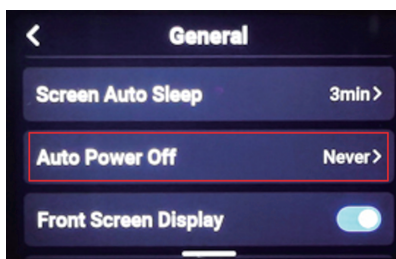 General
Screen Auto Sleep 3min
Auto Power Off Never
Front Screen Display